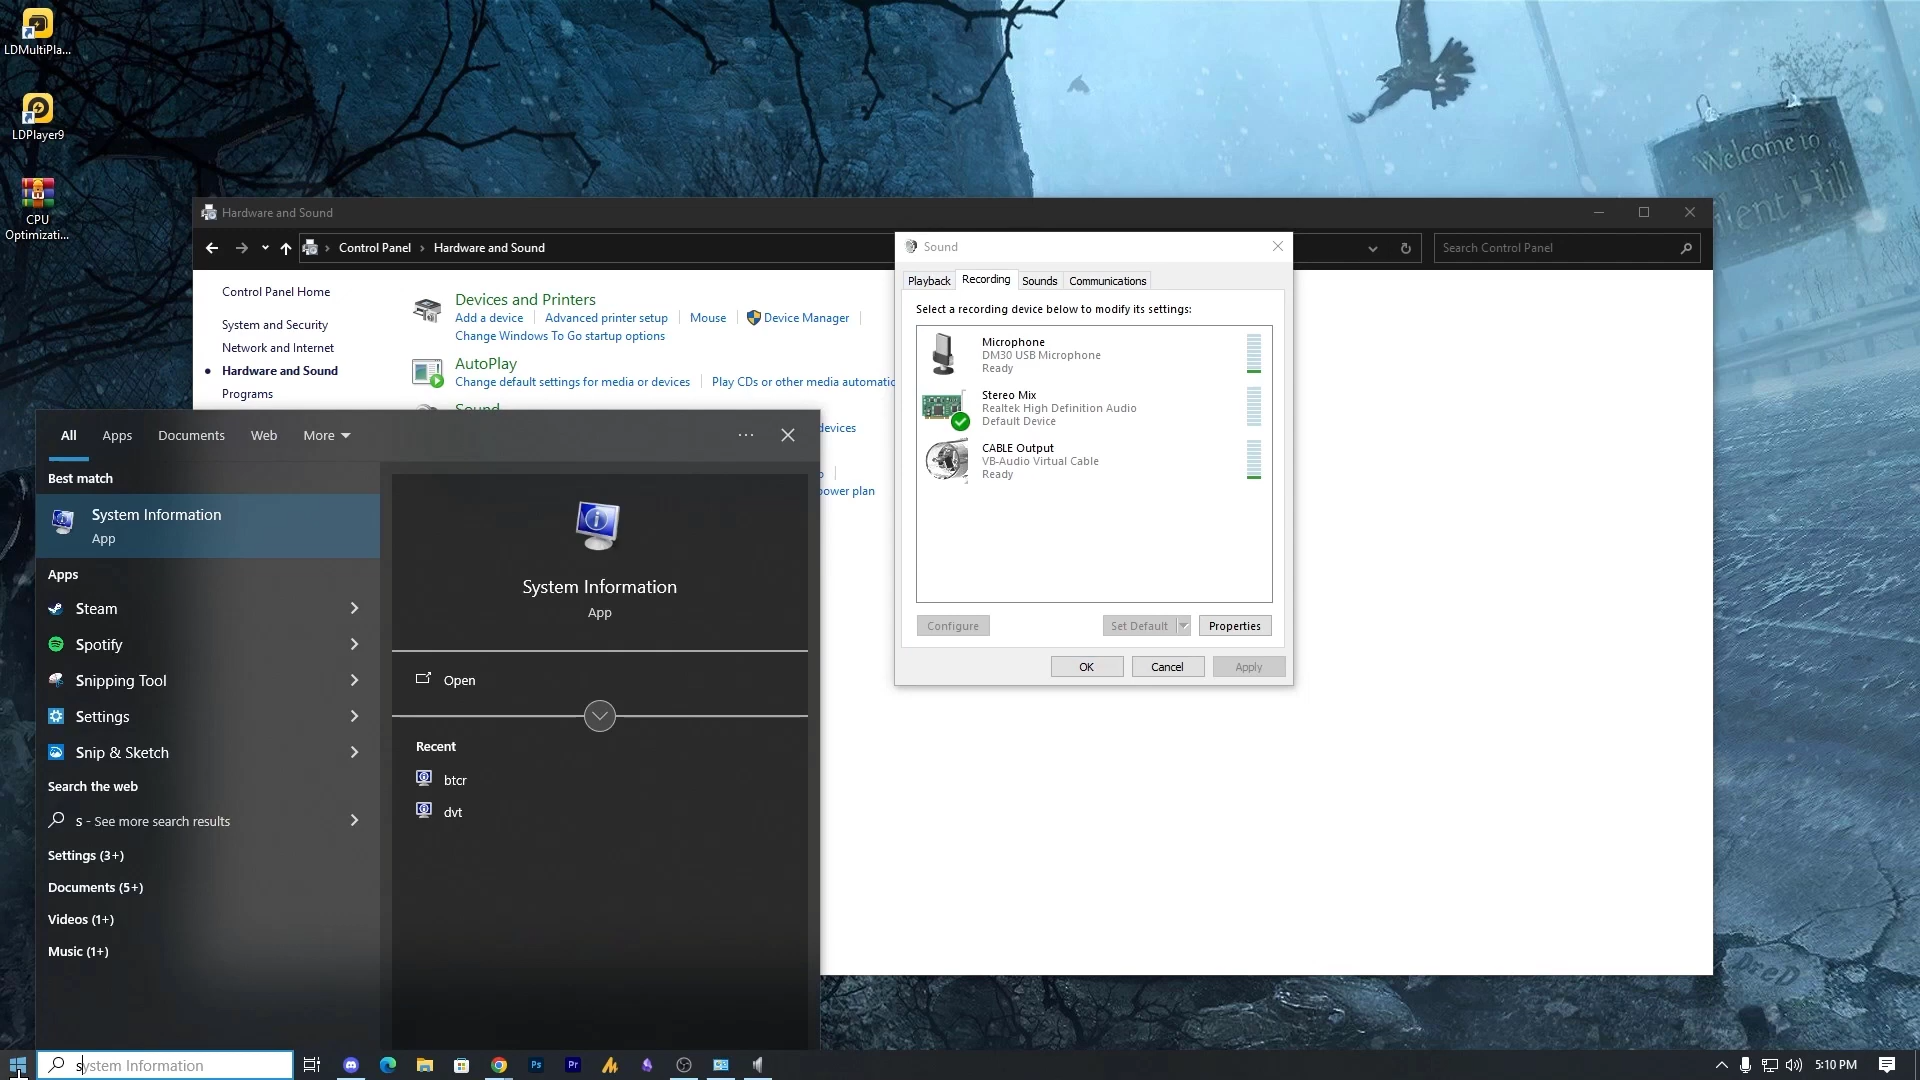 LDMultiPla...
LDPlayer9
CPU
Optimizati...
Welcome to
Hardware and Sound
Control Panel
Hardware and Sound
Search Control Panel
Control Panel Home
System and Security
Network and Internet
Hardware and Sound
Programs
Devices and Printers
Add a device
Advanced printer setup
Mouse
Device Manager
Change Windows To Go startup options
AutoPlay
Change default settings for media or devices
Play CDs or other media automatic
Sound
devices
power plan
Sound
Playback
Recording
Sounds
Communications
Select a recording device below to modify its settings:
Microphone
DM30 USB Microphone
Ready
Stereo Mix
Realtek High Definition Audio
Default Device
CABLE Output
VB-Audio Virtual Cable
Ready
Configure
Set Default
Properties
OK
Cancel
Apply
All
Apps
Documents
Web
More
Best match
System Information
App
Apps
Steam
Spotify
Snipping Tool
Settings
Snip & Sketch
Search the web
s - See more search results
Settings (3+)
Documents (5+)
Videos (1+)
Music (1+)
System Information
App
Open
Recent
btcr
dvt
system Information
Ps
Pr
5:10 PM